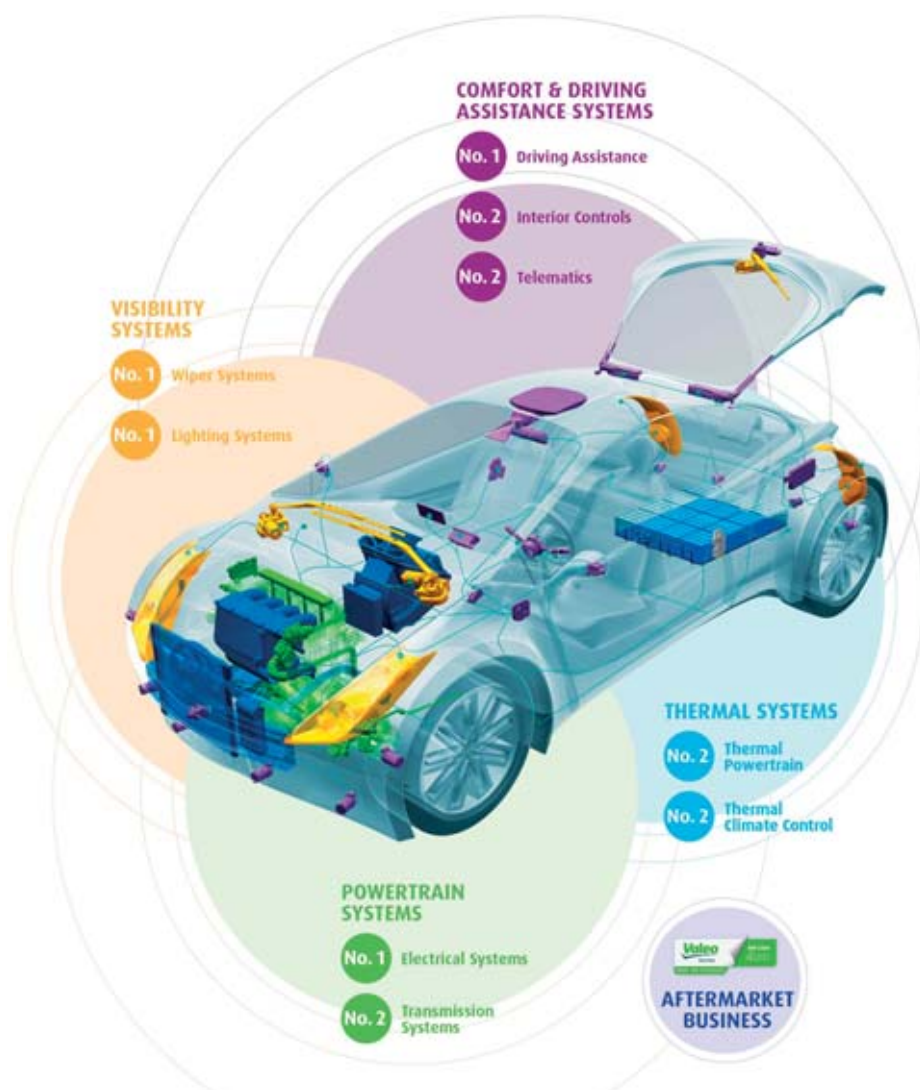 COMFORT & DRIVING
ASSISTANCE SYSTEMS
No. 1 Driving Assistance
No. 2 Interior Controls
No. 2 Telematics
VISIBILITY
SYSTEMS
No. 1 Wiper Systems
No. 1 Lighting Systems
THERMAL SYSTEMS
No. 2 Thermal
Powertrain
No. 2 Thermal
Climate Control
POWERTRAIN
SYSTEMS
No. 1 Electrical Systems
No. 2 Transmission
Systems
Valeo
AFTERMARKET
BUSINESS